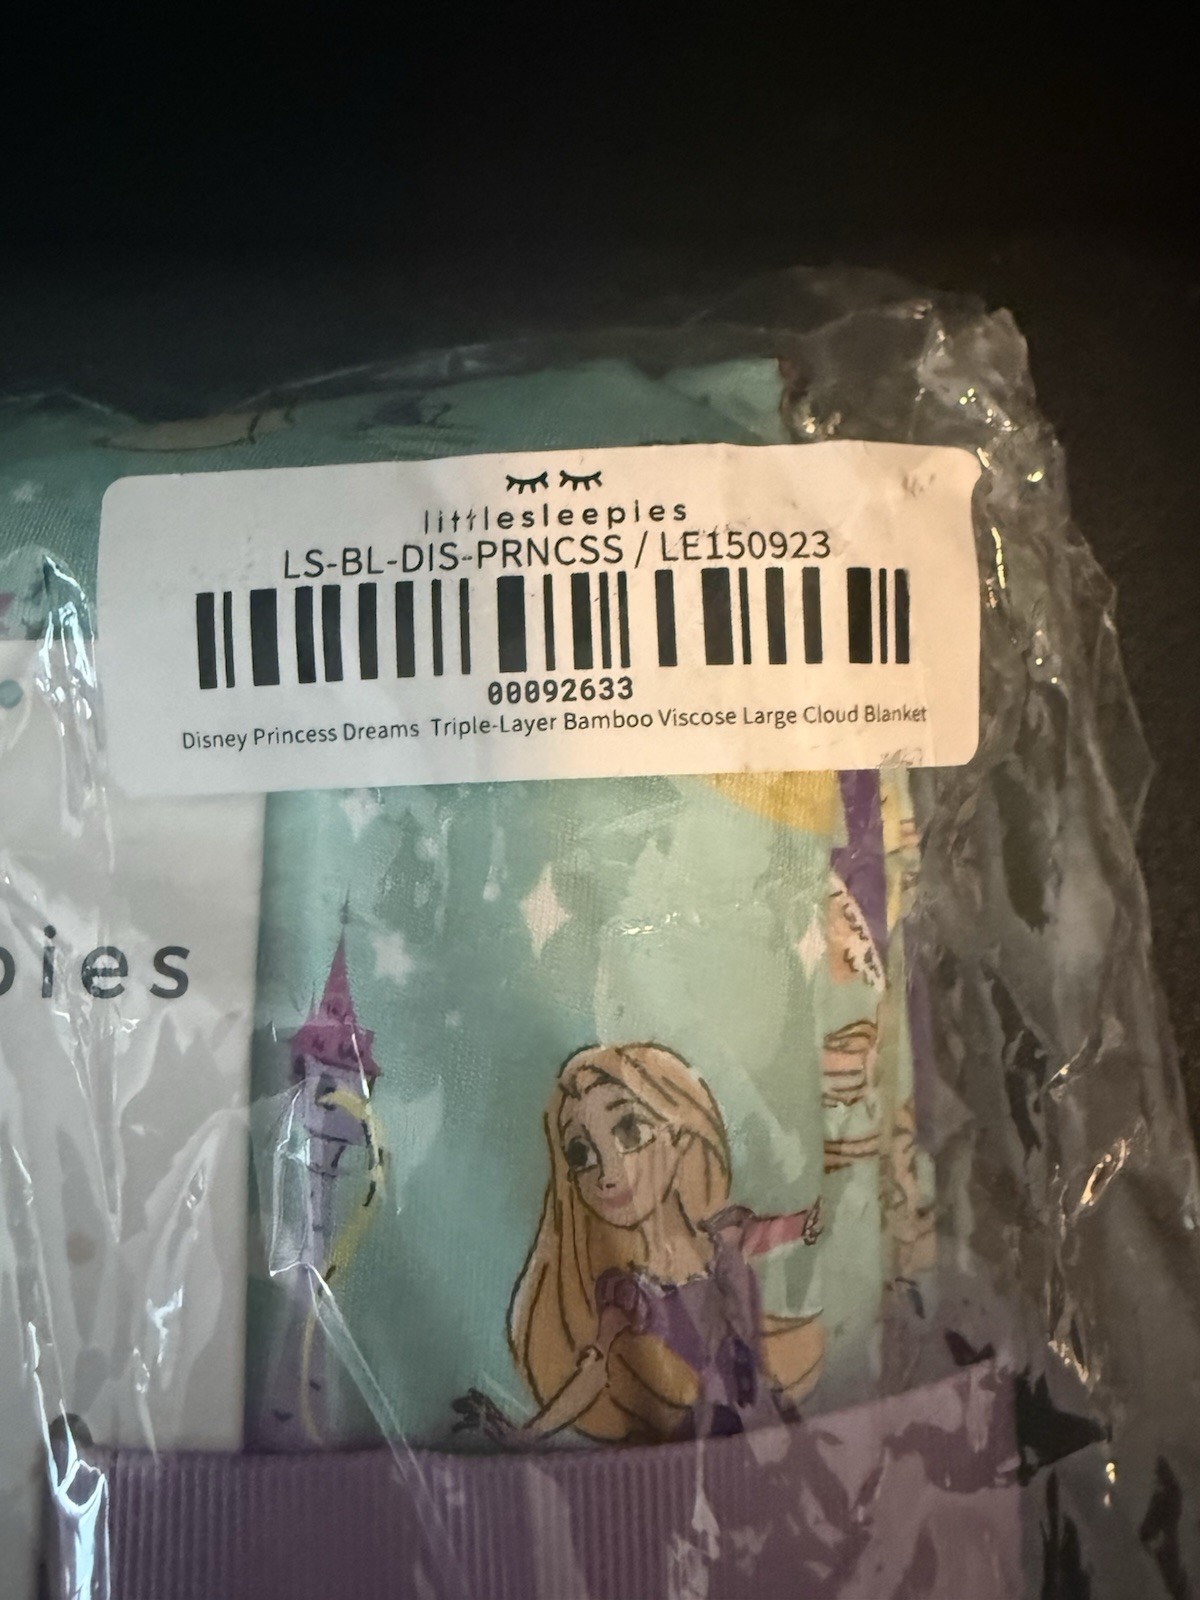 littlesleepies
LS-BL-DIS-PRNCSS / LE150923
00092633
Disney Princess Dreams Triple-Layer Bamboo Viscose Large Cloud Blanket
pies